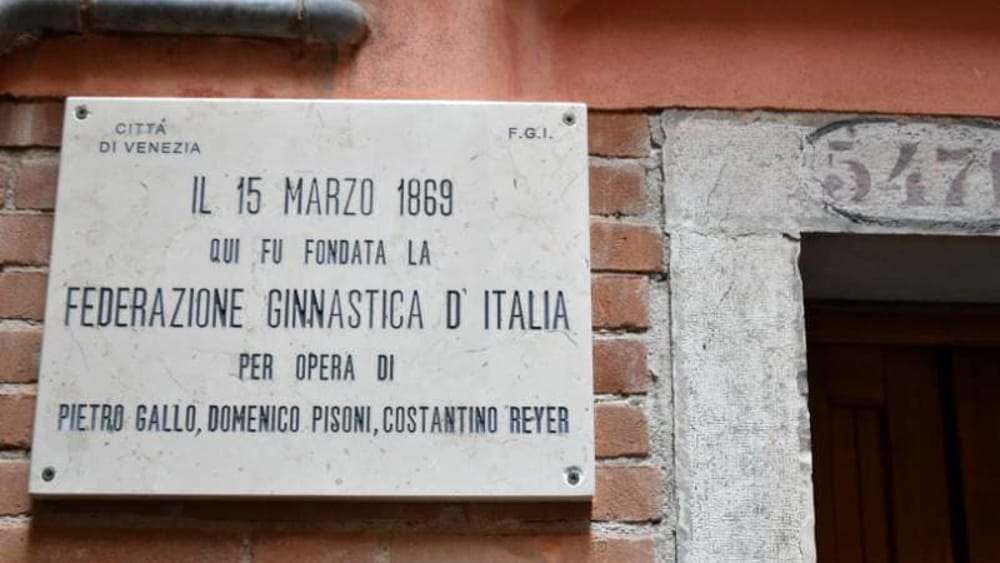 CITTÁ
DI VENEZIA
F.G.I.
IL 15 MARZO 1869
QUI FU FONDATA LA
FEDERAZIONE GINNASTICA D' ITALIA
PER OPERA DI
PIETRO GALLO, DOMENICO PISONI, COSTANTINO REYER